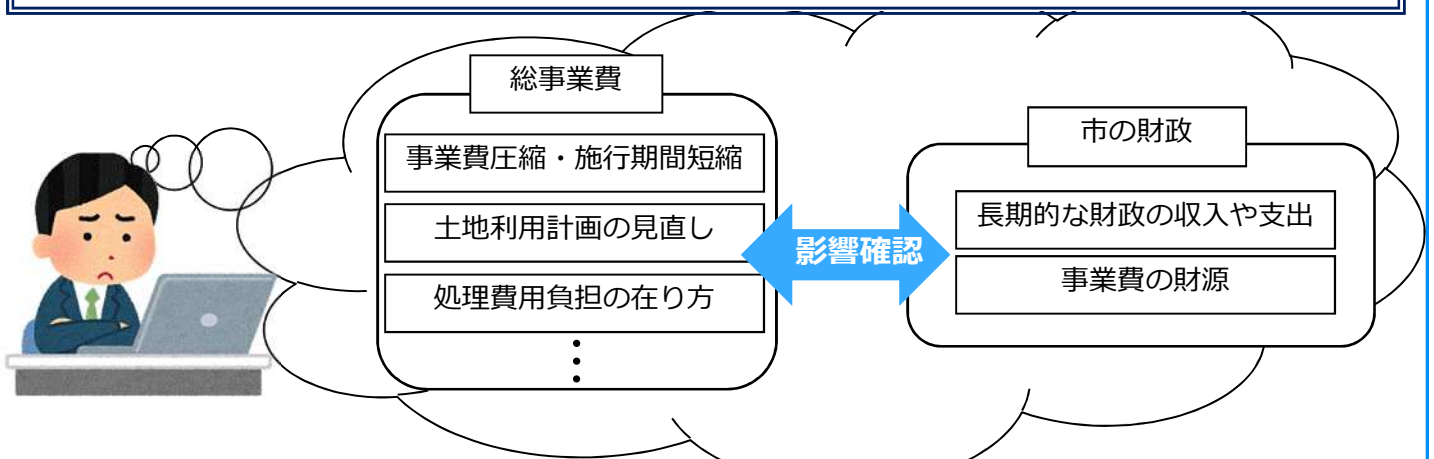 総事業費
事業費圧縮・施行期間短縮
土地利用計画の見直し
処理費用負担の在り方
影響確認
市の財政
長期的な財政の収入や支出
事業費の財源